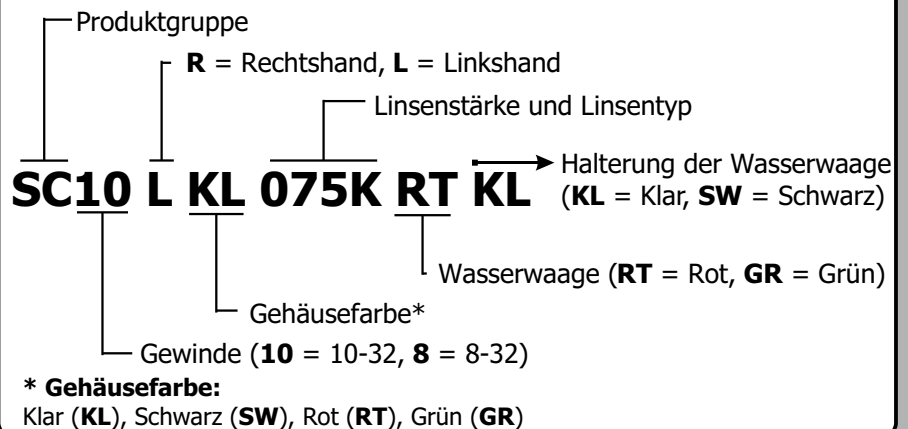 Produktgruppe
R = Rechtshand, L = Linkshand
Linsenstärke und Linsentyp
SC10 L KL 075K RT KL
Halterung der Wasserwaage
(KL = Klar, SW = Schwarz)
Wasserwaage (RT = Rot, GR = Grün)
Gehäusefarbe*
Gewinde (10 = 10-32, 8 = 8-32)
* Gehäusefarbe:
Klar (KL), Schwarz (SW), Rot (RT), Grün (GR)